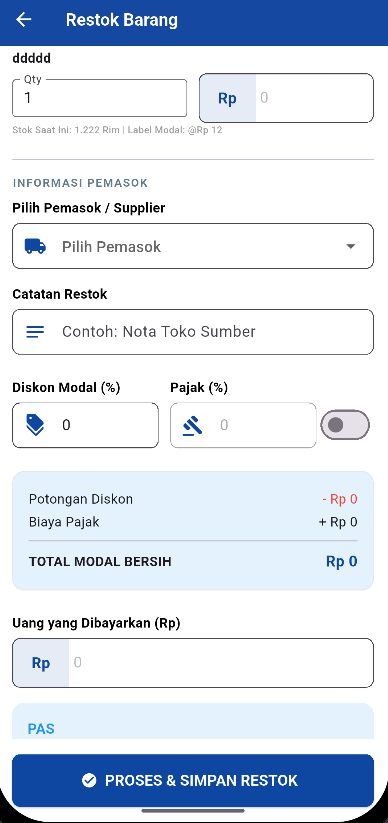 Restok Barang
ddddd
Qty
1
Rp 0
Stok Saat Ini: 1.222 Rim | Label Modal: @Rp 12
INFORMASI PEMASOK
Pilih Pemasok / Supplier
Pilih Pemasok
Catatan Restok
Contoh: Nota Toko Sumber
Diskon Modal (%) Pajak (%)
0 0
Potongan Diskon - Rp 0
Biaya Pajak + Rp 0
TOTAL MODAL BERSIH Rp 0
Uang yang Dibayarkan (Rp)
Rp 0
PAS
PROSES & SIMPAN RESTOK